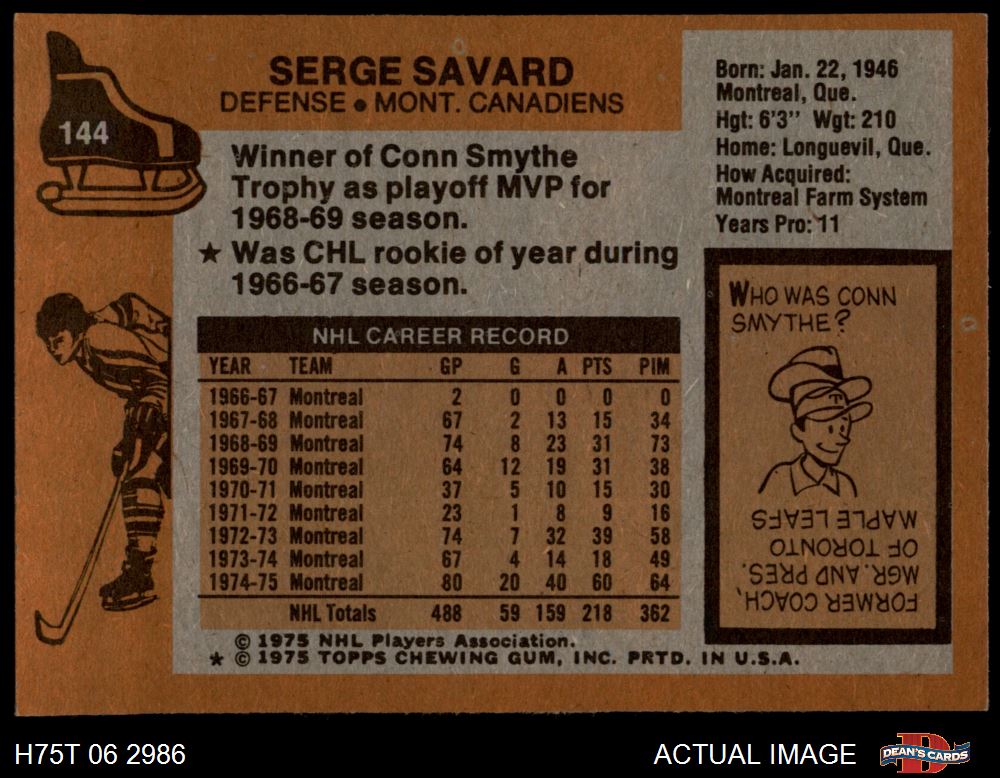 144
SERGE SAVARD
DEFENSE • MONT. CANADIENS
Winner of Conn Smythe
Trophy as playoff MVP for
1968-69 season.
★ Was CHL rookie of year during
1966-67 season.
Born: Jan. 22, 1946
Montreal, Que.
Hgt: 6'3'' Wgt: 210
Home: Longuevil, Que.
How Acquired:
Montreal Farm System
Years Pro: 11
NHL CAREER RECORD
YEAR TEAM GP G A PTS PIM
1966-67 Montreal 2 0 0 0 0
1967-68 Montreal 67 2 13 15 34
1968-69 Montreal 74 8 23 31 73
1969-70 Montreal 64 12 19 31 38
1970-71 Montreal 37 5 10 15 30
1971-72 Montreal 23 1 8 9 16
1972-73 Montreal 74 7 32 39 58
1973-74 Montreal 67 4 14 18 49
1974-75 Montreal 80 20 40 60 64
NHL Totals 488 59 159 218 362
WHO WAS CONN
SMYTHE?
T
FORMER COACH,
MGR. AND PRES.
OF TORONTO
MAPLE LEAFS
© 1975 NHL Players Association.
★ © 1975 TOPPS CHEWING GUM, INC. PRTD. IN U.S.A.
H75T 06 2986
ACTUAL IMAGE
D
DEAN'S CARDS